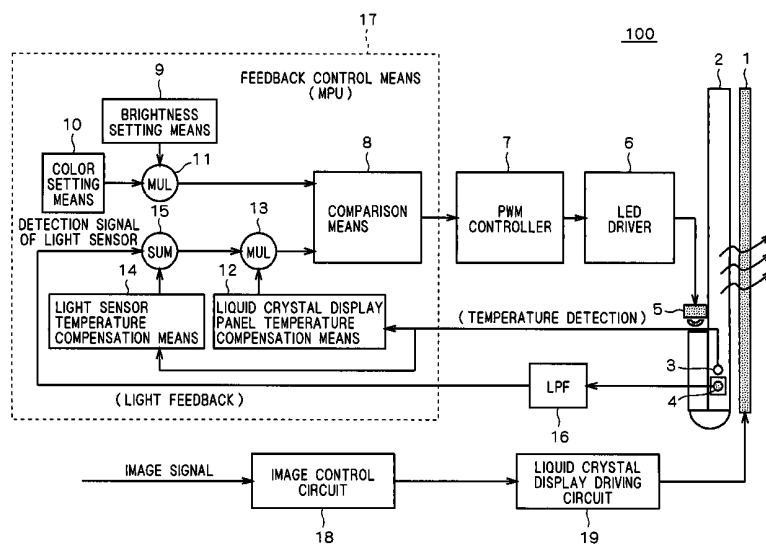 17
100
2
1
FEEDBACK CONTROL MEANS
(MPU)
9
BRIGHTNESS
SETTING MEANS
10
COLOR
SETTING
MEANS
11
MUL
8
COMPARISON
MEANS
7
PWM
CONTROLLER
6
LED
DRIVER
DETECTION SIGNAL
OF LIGHT SENSOR
15
SUM
13
MUL
14
LIGHT SENSOR
TEMPERATURE
COMPENSATION MEANS
12
LIQUID CRYSTAL DISPLAY
PANEL TEMPERATURE
COMPENSATION MEANS
(TEMPERATURE DETECTION)
5
3
4
(LIGHT FEEDBACK)
LPF
16
IMAGE SIGNAL
IMAGE CONTROL
CIRCUIT
18
LIQUID CRYSTAL
DISPLAY DRIVING
CIRCUIT
19